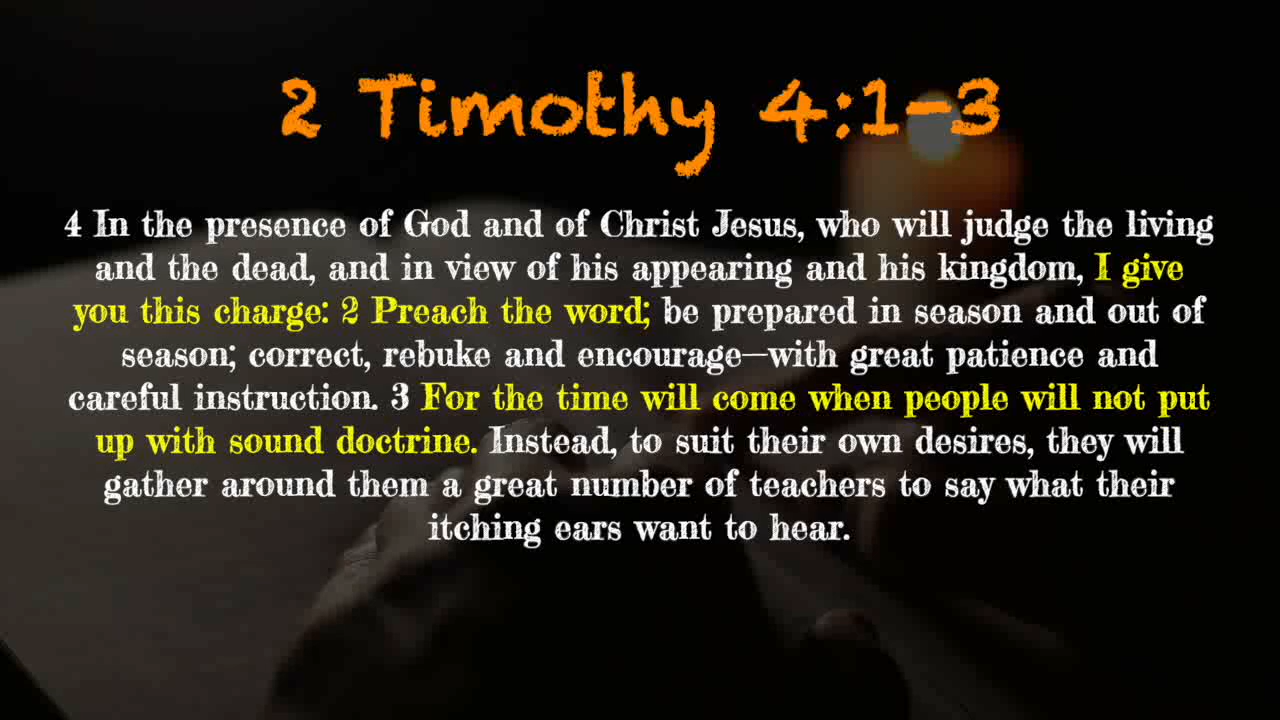 2 Timothy 4:1-3
4 In the presence of God and of Christ Jesus, who will judge the living
and the dead, and in view of his appearing and his kingdom, I give
you this charge: 2 Preach the word; be prepared in season and out of
season; correct, rebuke and encourage—with great patience and
careful instruction. 3 For the time will come when people will not put
up with sound doctrine. Instead, to suit their own desires, they will
gather around them a great number of teachers to say what their
itching ears want to hear.